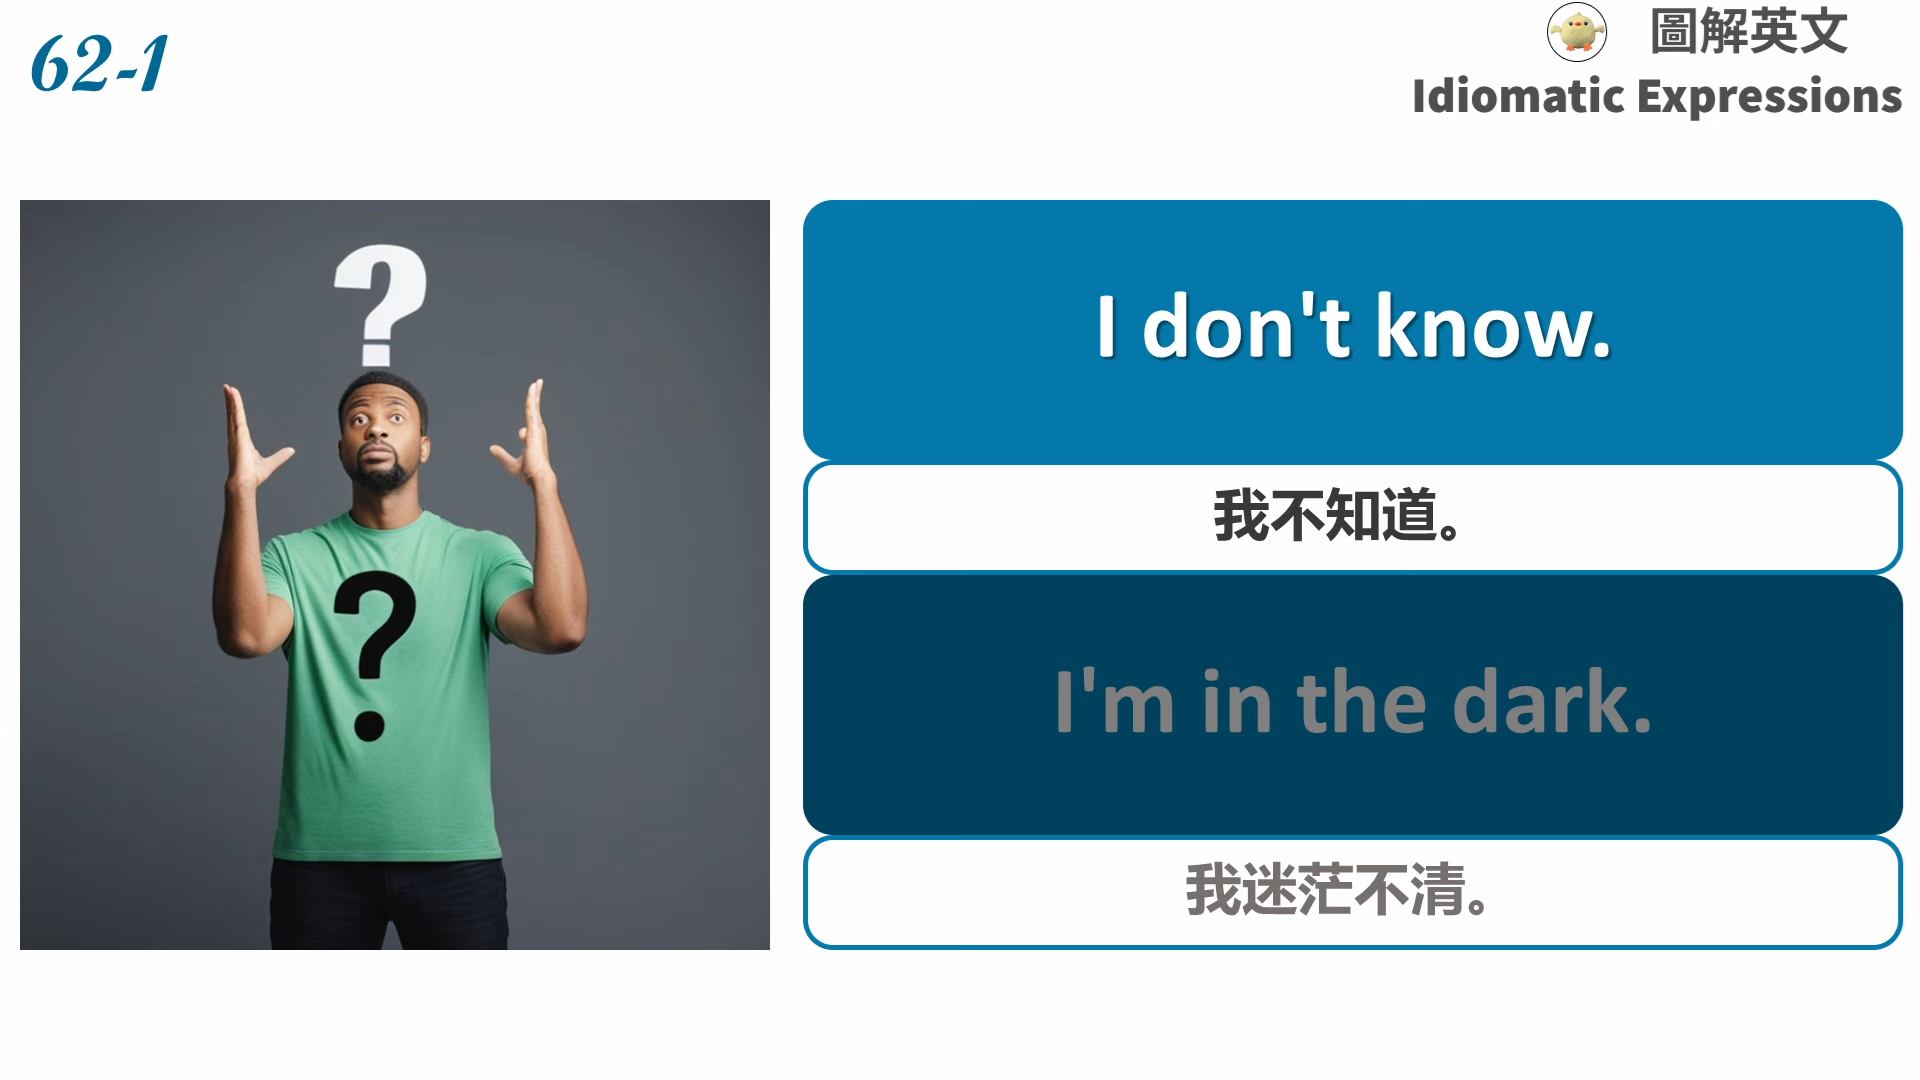 62-1
圖解英文
Idiomatic Expressions
?
?
I don't know.
我不知道。
I'm in the dark.
我迷茫不清。